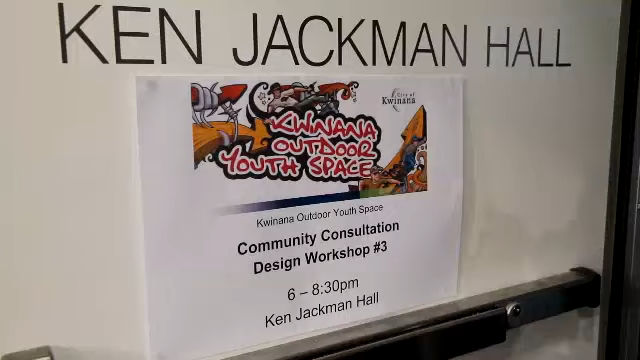 KEN JACKMAN HALL
City of
Kwinana
KWINANA
OUTDOOR
YOUTH SPACE
Kwinana Outdoor Youth Space
Community Consultation
Design Workshop #3
6 – 8:30pm
Ken Jackman Hall